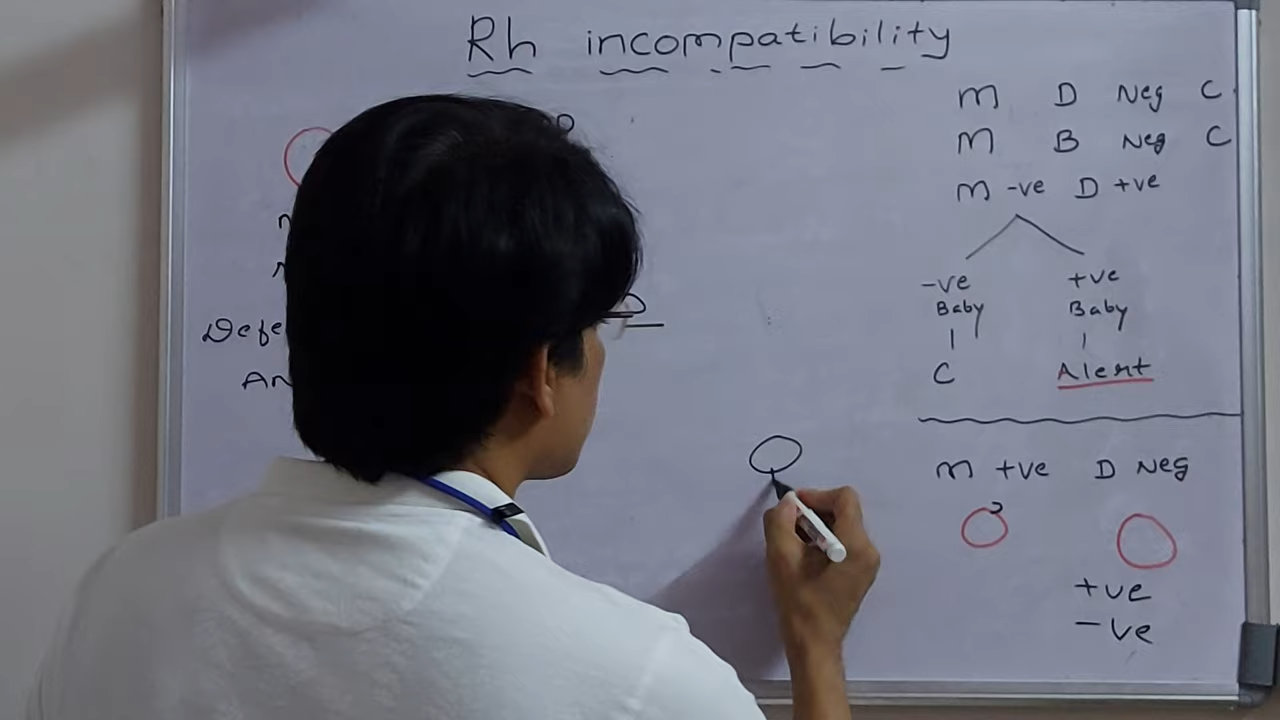 Rh incompatibility
M D Neg C
M B Neg C
M -ve D +ve
-ve +ve
Baby Baby
C Alert
M +ve D Neg
+ve
-ve